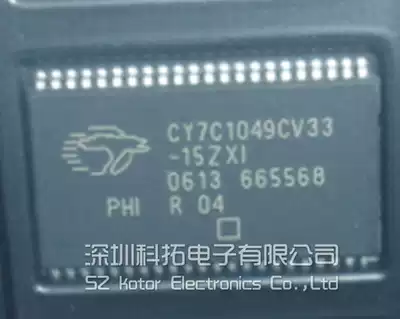 CY7C1049CV33
-15ZXI
0613 665568
PHI R 04
深圳科拓电子有限公司
SZ Kotor Electronics Co., Ltd.